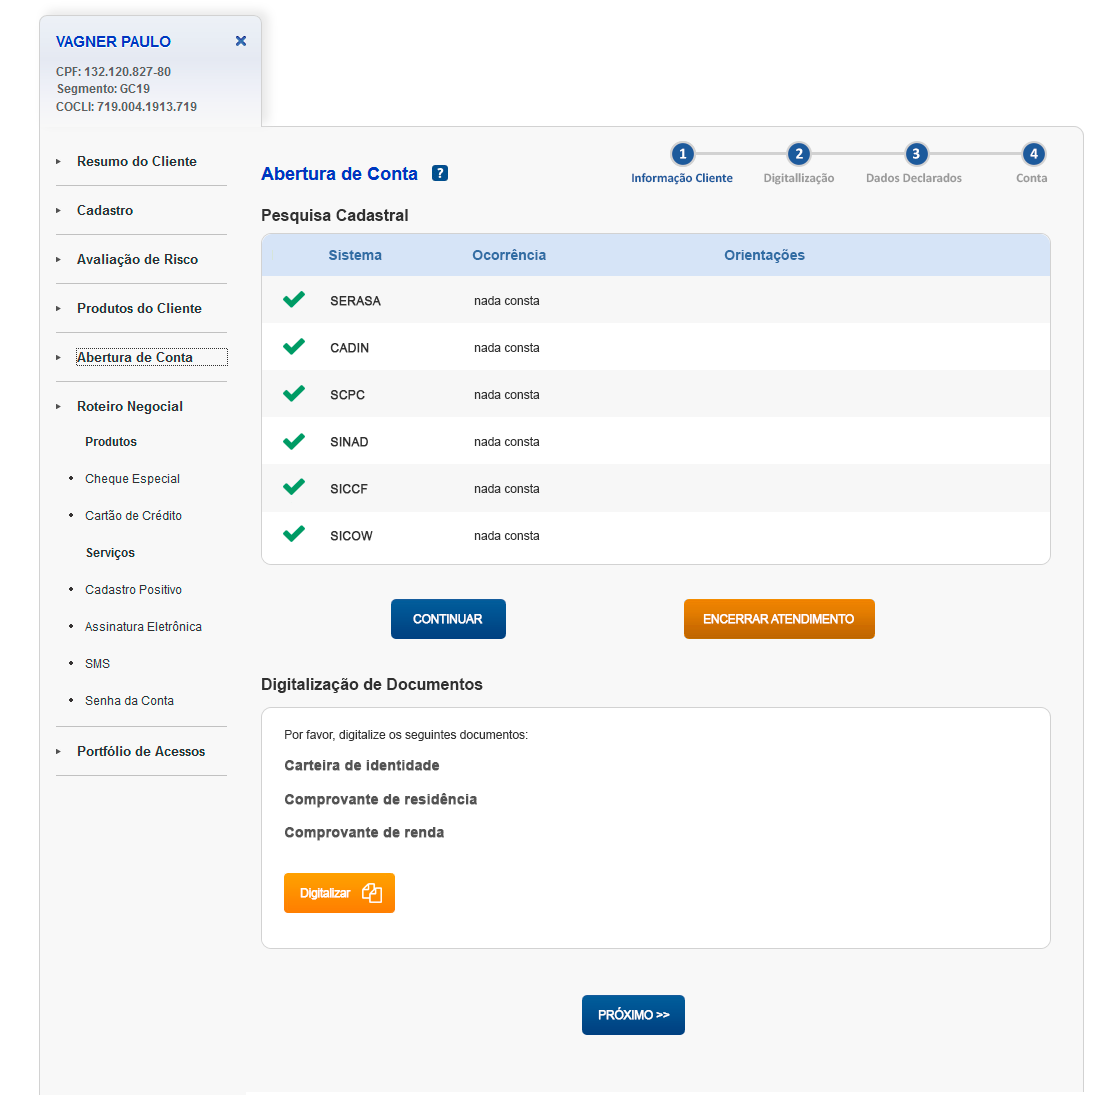 VAGNER PAULO
CPF: 132.120.827-80
Segmento: GC19
COCLI: 719.004.1913.719
Resumo do Cliente
Cadastro
Avaliação de Risco
Produtos do Cliente
Abertura de Conta
Roteiro Negocial
Produtos
Cheque Especial
Cartão de Crédito
Serviços
Cadastro Positivo
Assinatura Eletrônica
SMS
Senha da Conta
Portfólio de Acessos
Abertura de Conta ?
1 2 3 4
Informação Cliente Digitallização Dados Declarados Conta
Pesquisa Cadastral
Sistema Ocorrência Orientações
SERASA nada consta
CADIN nada consta
SCPC nada consta
SINAD nada consta
SICCF nada consta
SICOW nada consta
CONTINUAR ENCERRAR ATENDIMENTO
Digitalização de Documentos
Por favor, digitalize os seguintes documentos:
Carteira de identidade
Comprovante de residência
Comprovante de renda
Digitalizar
PRÓXIMO >>